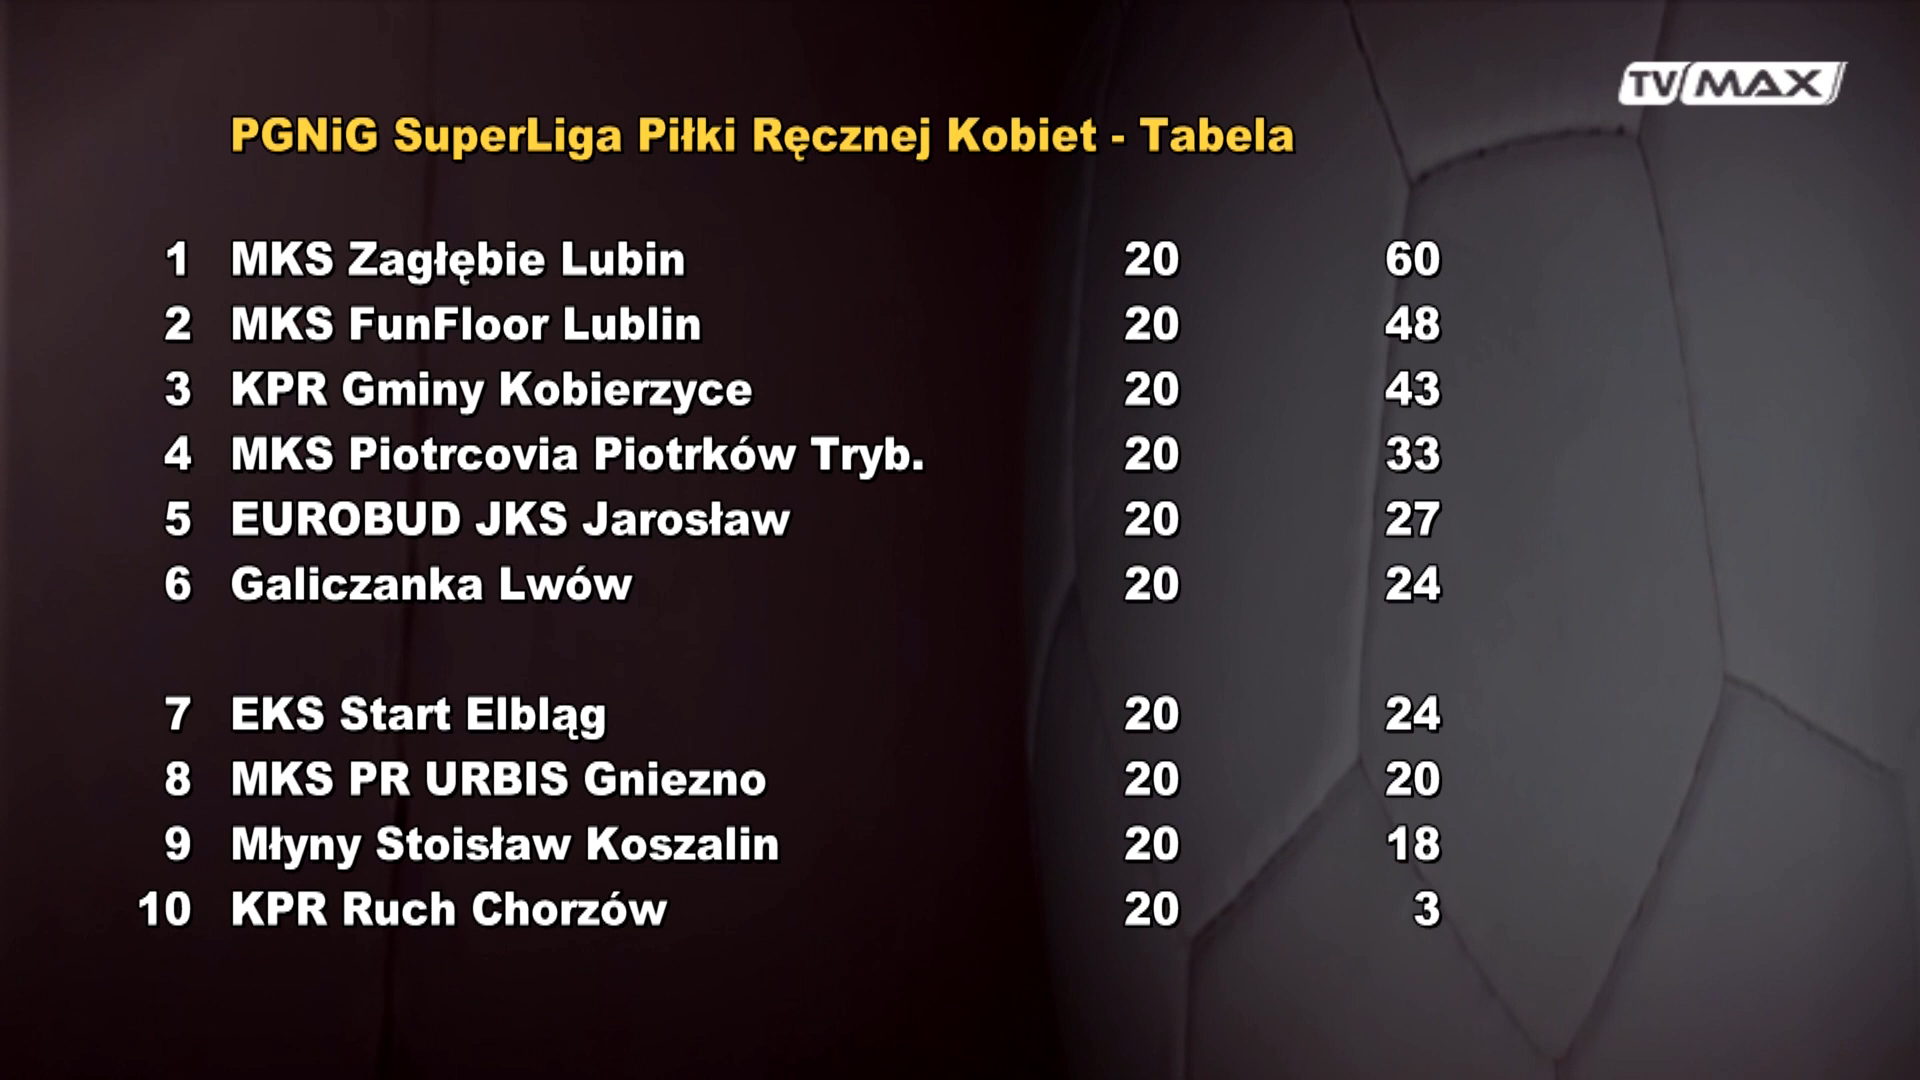 TV MAX
PGNiG SuperLiga Piłki Ręcznej Kobiet - Tabela
1 MKS Zagłębie Lubin 20 60
2 MKS FunFloor Lublin 20 48
3 KPR Gminy Kobierzyce 20 43
4 MKS Piotrcovia Piotrków Tryb. 20 33
5 EUROBUD JKS Jarosław 20 27
6 Galiczanka Lwów 20 24
7 EKS Start Elbląg 20 24
8 MKS PR URBIS Gniezno 20 20
9 Młyny Stoisław Koszalin 20 18
10 KPR Ruch Chorzów 20 3